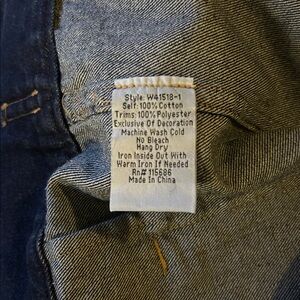 Style: W41518-1
Self: 100% Cotton
Trims: 100% Polyester
Exclusive Of Decoration
Machine Wash Cold
No Bleach
Hang Dry
Iron Inside Out With
Warm Iron If Needed
Rn# 115686
Made In China